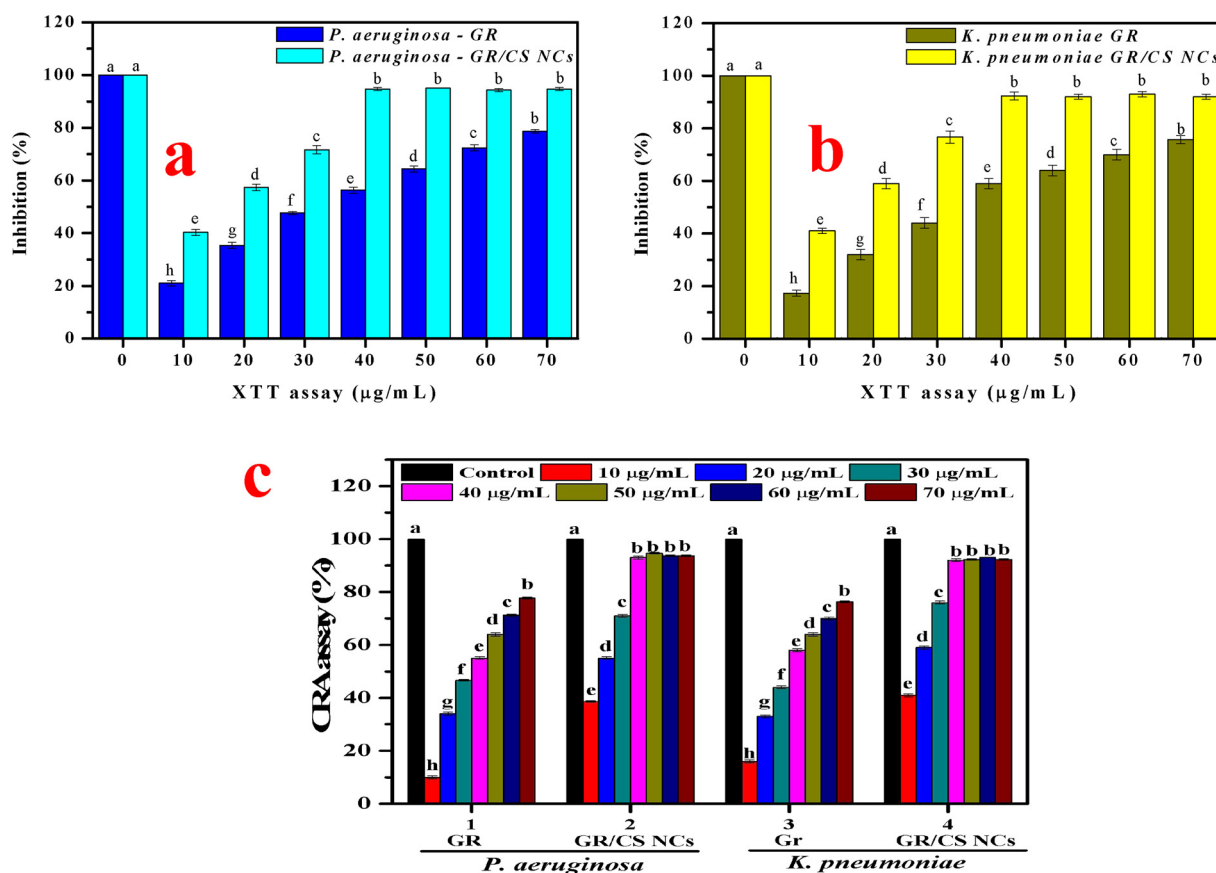 a
120
100
80
60
40
20
0
Inhibition (%)
P. aeruginosa - GR
P. aeruginosa - GR/CS NCs
a a
h e
g d
f c
e b
d b
c b
b b
0 10 20 30 40 50 60 70
XTT assay (µg/mL)
b
120
100
80
60
40
20
0
Inhibition (%)
K. pneumoniae GR
K. pneumoniae GR/CS NCs
a a
h e
g d
f c
e b
d b
c b
b b
0 10 20 30 40 50 60 70
XTT assay (µg/mL)
c
Control 10 µg/mL 20 µg/mL 30 µg/mL
40 µg/mL 50 µg/mL 60 µg/mL 70 µg/mL
120
100
80
60
40
20
0
CRA assay (%)
a h g f e d c b
a e d c b b b b
a h g f e d c b
a e d c b b b b
1 2 3 4
GR GR/CS NCs Gr GR/CS NCs
P. aeruginosa K. pneumoniae